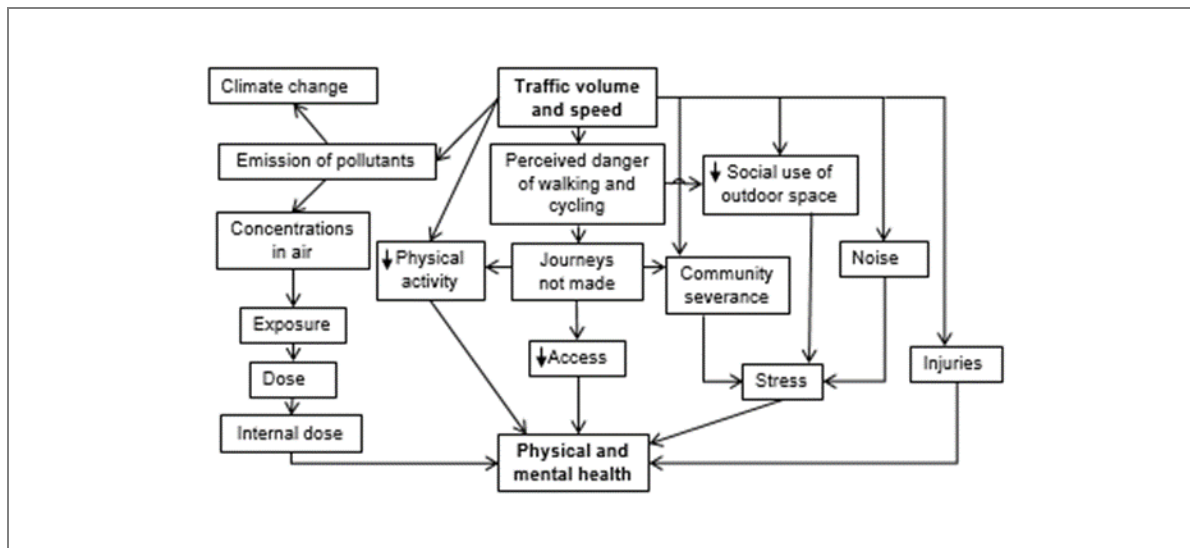 Climate change
Traffic volume
and speed
Emission of pollutants
Perceived danger
of walking and
cycling
Social use of
outdoor space
Concentrations
in air
Physical
activity
Journeys
not made
Community
severance
Noise
Exposure
Access
Injuries
Dose
Stress
Internal dose
Physical and
mental health